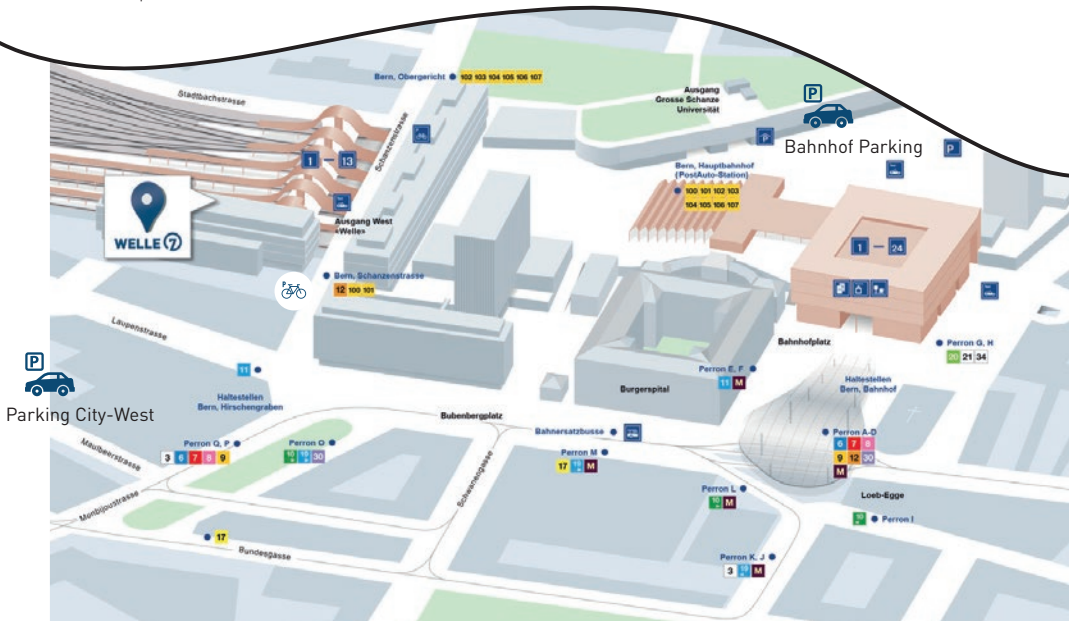 Bern, Obergericht
102 103 104 105 106 107
Stadtbachstrasse
Schanzenstrasse
Ausgang
Grosse Schanze
Universität
P
Bahnhof Parking
P
P
1 — 13
WELLE 7
Ausgang West
«Welle»
Bern, Hauptbahnhof
(PostAuto-Station)
100 101 102 103
104 105 106 107
1 — 24
Bern, Schanzenstrasse
12 100 101
P
Laupenstrasse
Bahnhofplatz
Perron G, H
20 21 34
P
Parking City-West
11
Haltestellen
Bern, Hirschengraben
Burgerspital
Perron E, F
11 M
Haltestellen
Bern, Bahnhof
Bubenbergplatz
Bahnersatzbusse
Perron A-D
6 7 8
9 12 30
M
Maulbeerstrasse
Perron Q, P
3 6 7 8 9
Perron O
10 19 30
Schwanengasse
Perron M
17 19 M
Perron L
10 M
Loeb-Egge
10 Perron I
Monbijoustrasse
17
Bundesgasse
Perron K, J
3 19 M